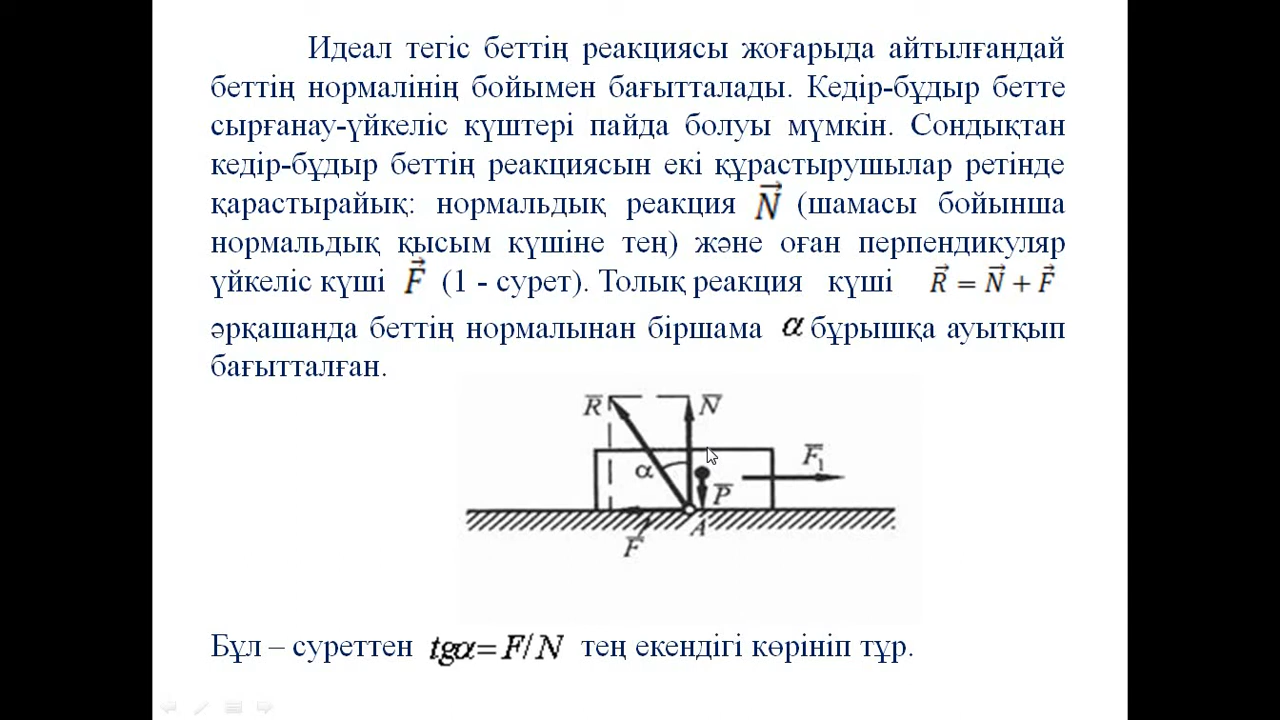 Идеал тегіс беттің реакциясы жоғарыда айтылғандай
беттің нормалінің бойымен бағытталады. Кедір-бұдыр бетте
сырғанау-үйкеліс күштері пайда болуы мүмкін. Сондықтан
кедір-бұдыр беттің реакциясын екі құрастырушылар ретінде
қарастырайық: нормальдық реакция N⃗ (шамасы бойынша
нормальдық қысым күшіне тең) және оған перпендикуляр
үйкеліс күші F⃗ (1 - сурет). Толық реакция күші R⃗ = N⃗ + F⃗
әрқашанда беттің нормалынан біршама α бұрышқа ауытқып
бағытталған.
R̅ N̅
F̅₁
α
P̅
A
F̅
Бұл – суреттен tgα=F/N тең екендігі көрініп тұр.